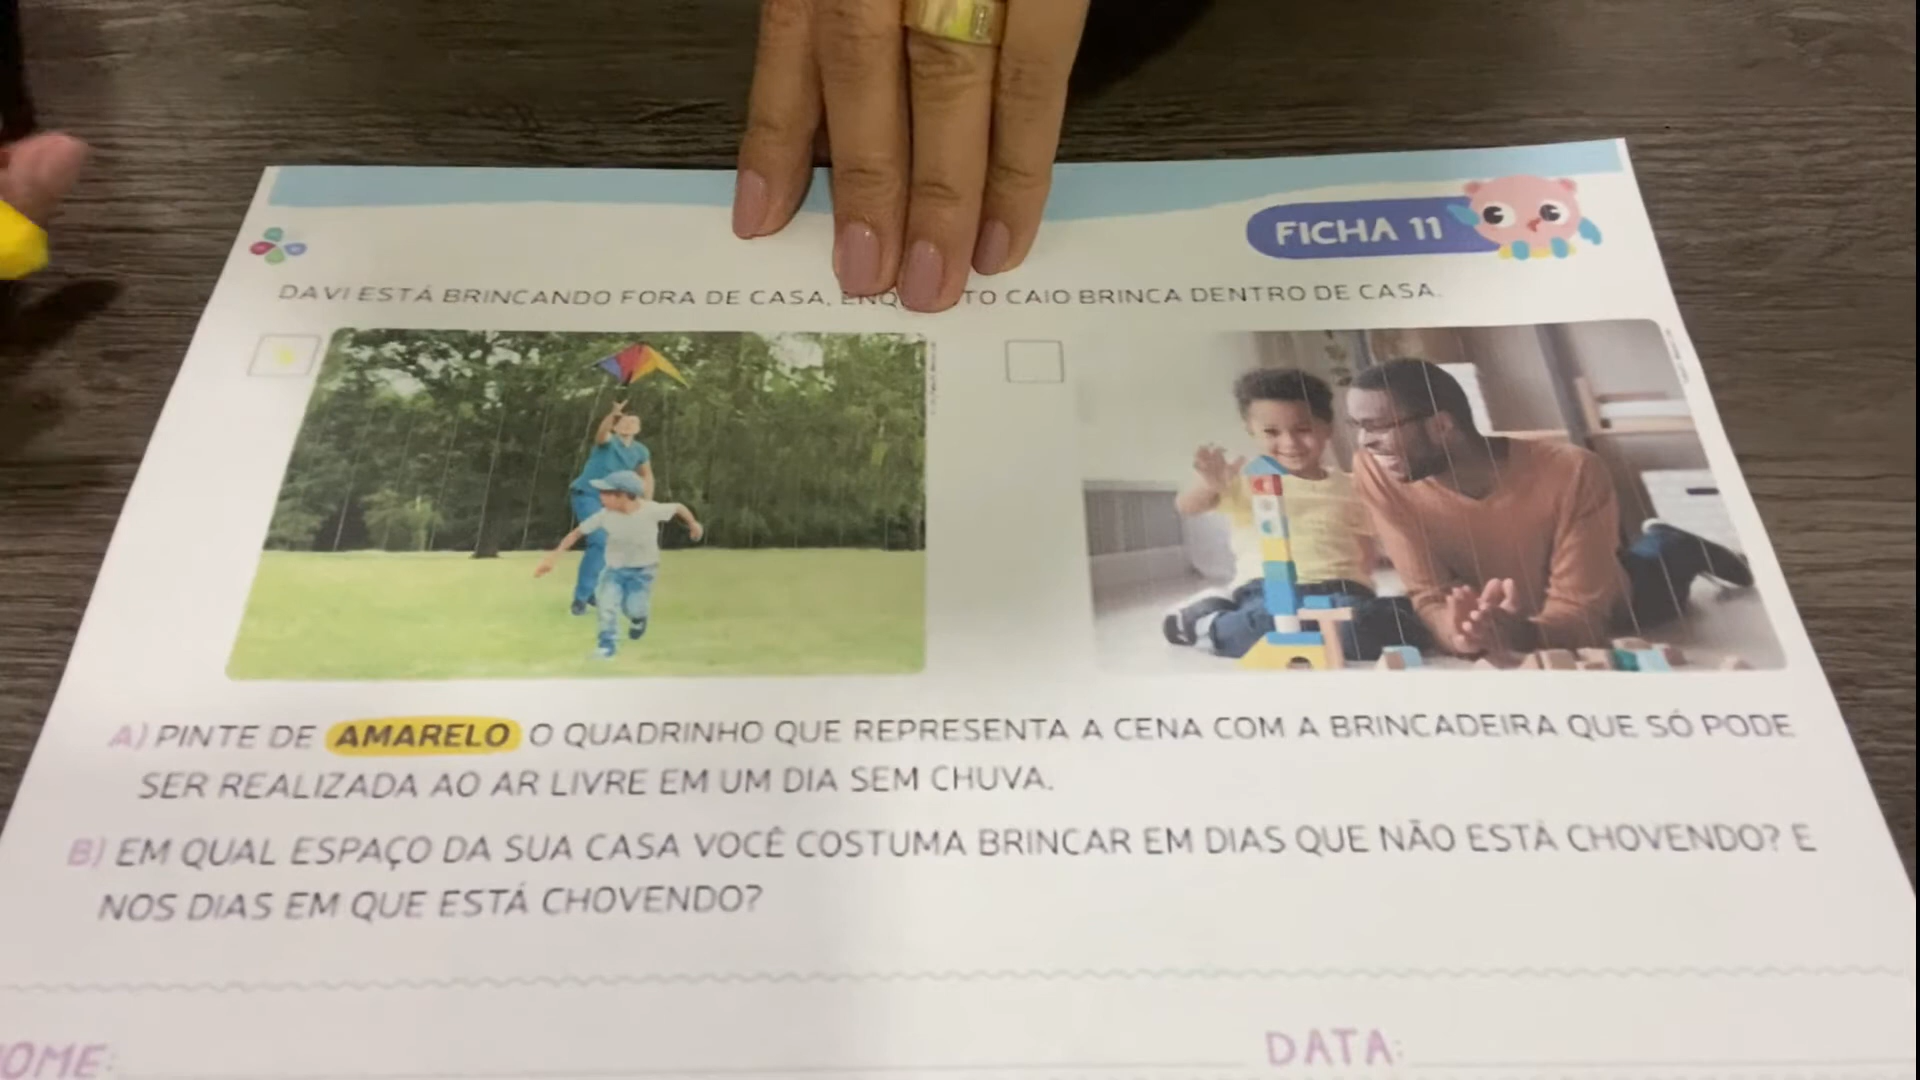 FICHA 11
DAVI ESTÁ BRINCANDO FORA DE CASA, CAIO BRINCA DENTRO DE CASA.
A) PINTE DE AMARELO O QUADRINHO QUE REPRESENTA A CENA COM A BRINCADEIRA QUE SÓ PODE
SER REALIZADA AO AR LIVRE EM UM DIA SEM CHUVA.
B) EM QUAL ESPAÇO DA SUA CASA VOCÊ COSTUMA BRINCAR EM DIAS QUE NÃO ESTÁ CHOVENDO? E
NOS DIAS EM QUE ESTÁ CHOVENDO?
OME: DATA: